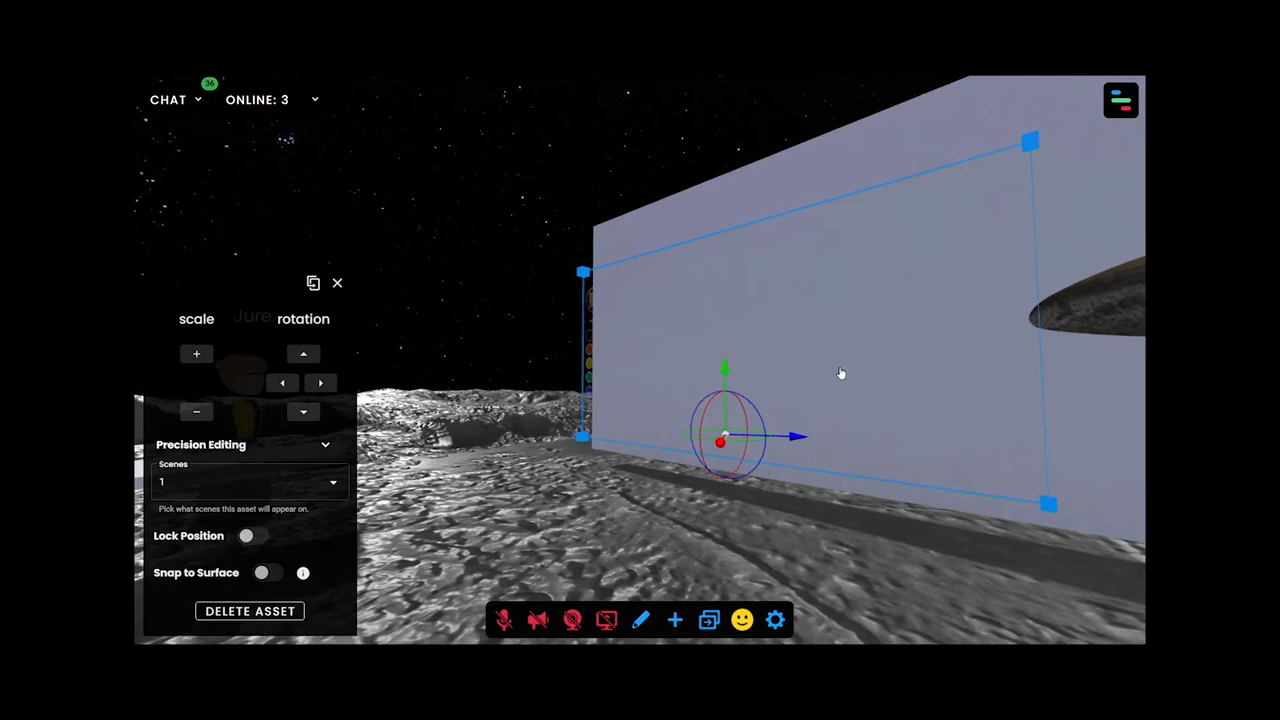 36
CHAT
ONLINE: 3
Jure
scale
rotation
+
−
Precision Editing
Scenes
1
Pick what scenes this asset will appear on.
Lock Position
Snap to Surface
DELETE ASSET